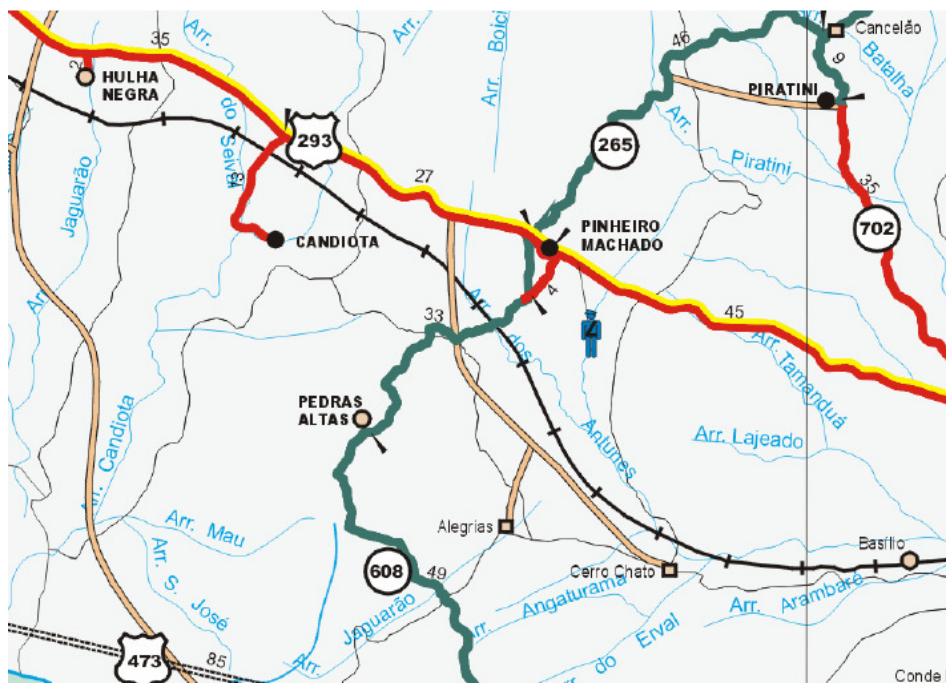 35
Arr.
Arr.
Boici
46
Cancelão
9
Batalha
2
HULHA
NEGRA
PIRATINI
do Seival
293
265
Arr.
Piratini
27
35
Jaguarão
702
CANDIOTA
PINHEIRO
MACHADO
4
Arr.
Arr.
33
dos
45
Arr. Tamanduá
PEDRAS
ALTAS
Arr. Candiota
Antunes
Arr. Lajeado
Arr. Mau
Alegrias
Basílio
Arr. S. José
608
49
Cerro Chato
Angaturama
Arr. Arambaré
Jaguarão
Arr.
Arr. do Erval
473
85
Arr.
Conde